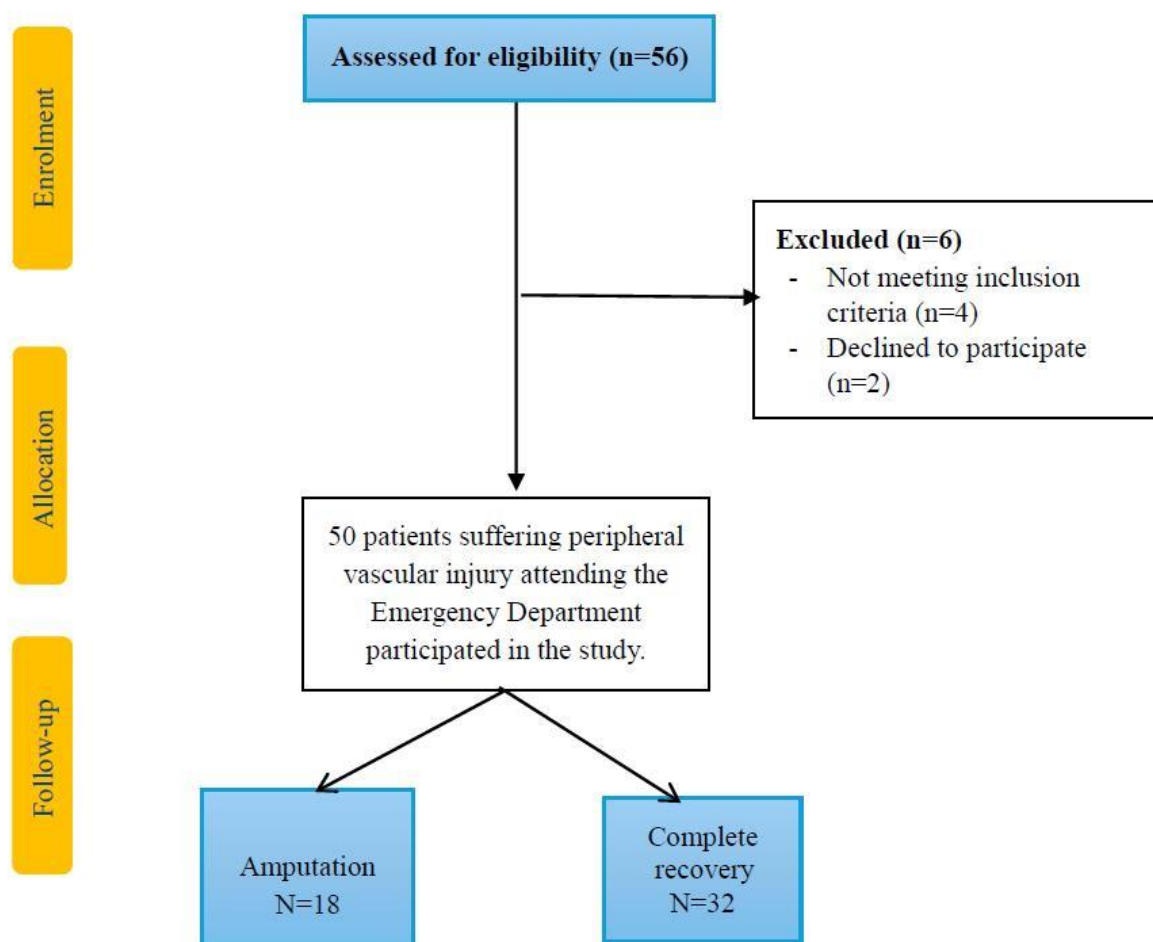 Enrolment
Assessed for eligibility (n=56)
Excluded (n=6)
- Not meeting inclusion
criteria (n=4)
- Declined to participate
(n=2)
Allocation
50 patients suffering peripheral
vascular injury attending the
Emergency Department
participated in the study.
Follow-up
Amputation
N=18
Complete
recovery
N=32